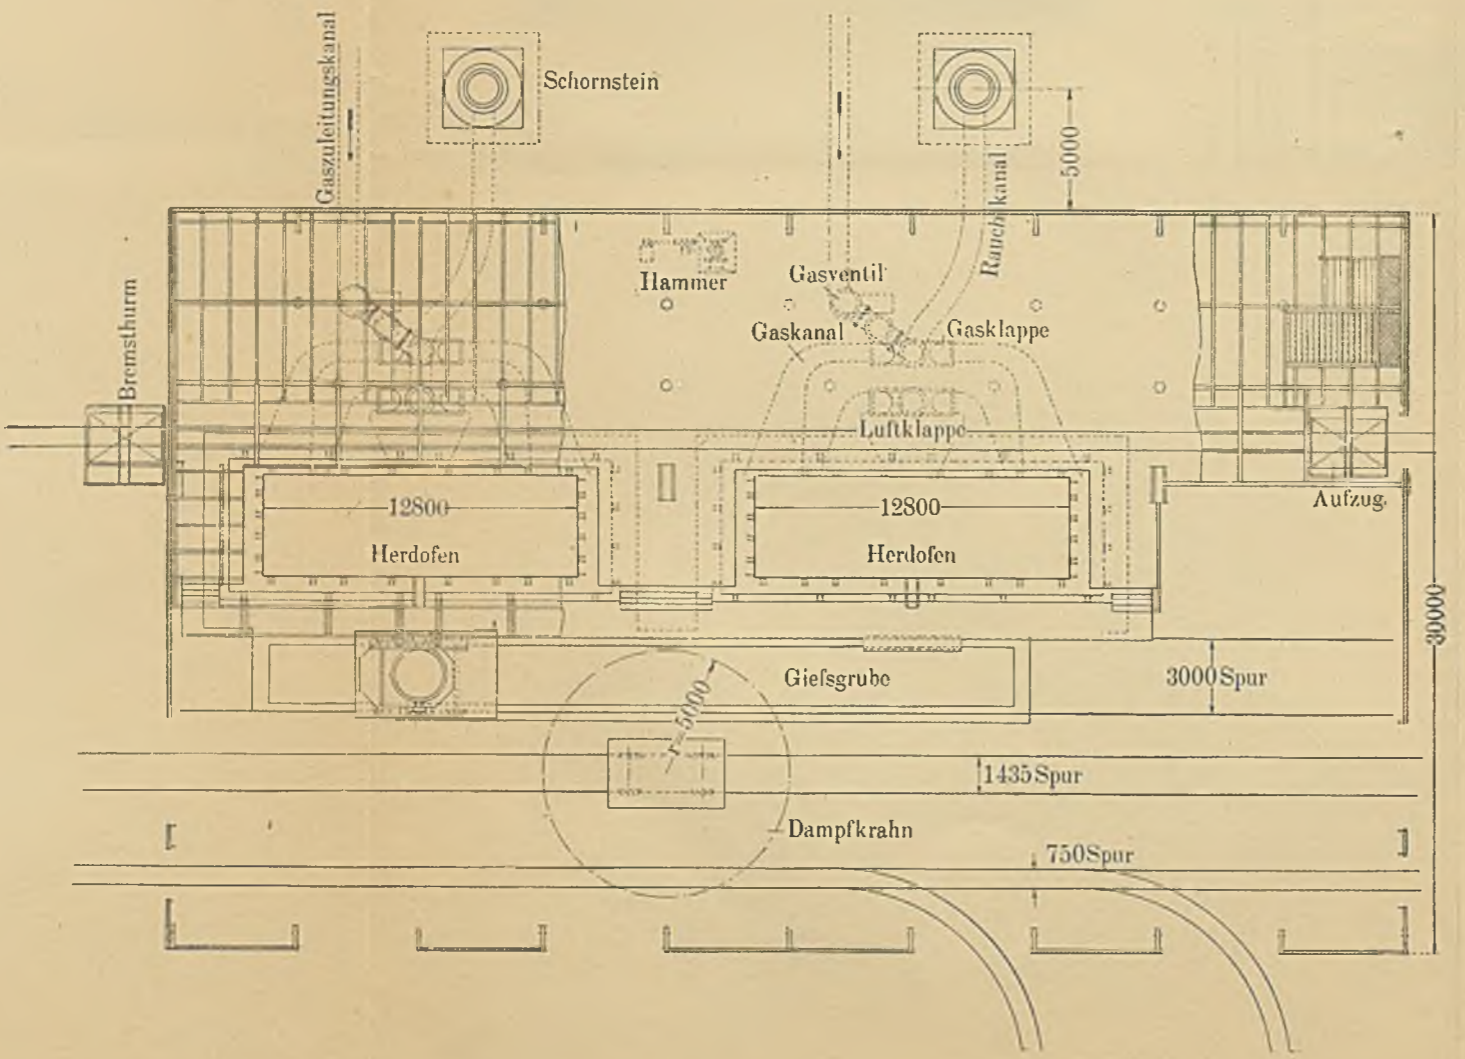 Gaszuleitungskanal
Schornstein
5000
Rauchkanal
Hammer
Gasventil
Gaskanal
Gasklappe
Bremsthurm
Luftklappe
Aufzug.
12800
Herdofen
12800
Herdofen
30000
Giefsgrube
3000 Spur
r=5000
1435 Spur
Dampfkrahn
750 Spur